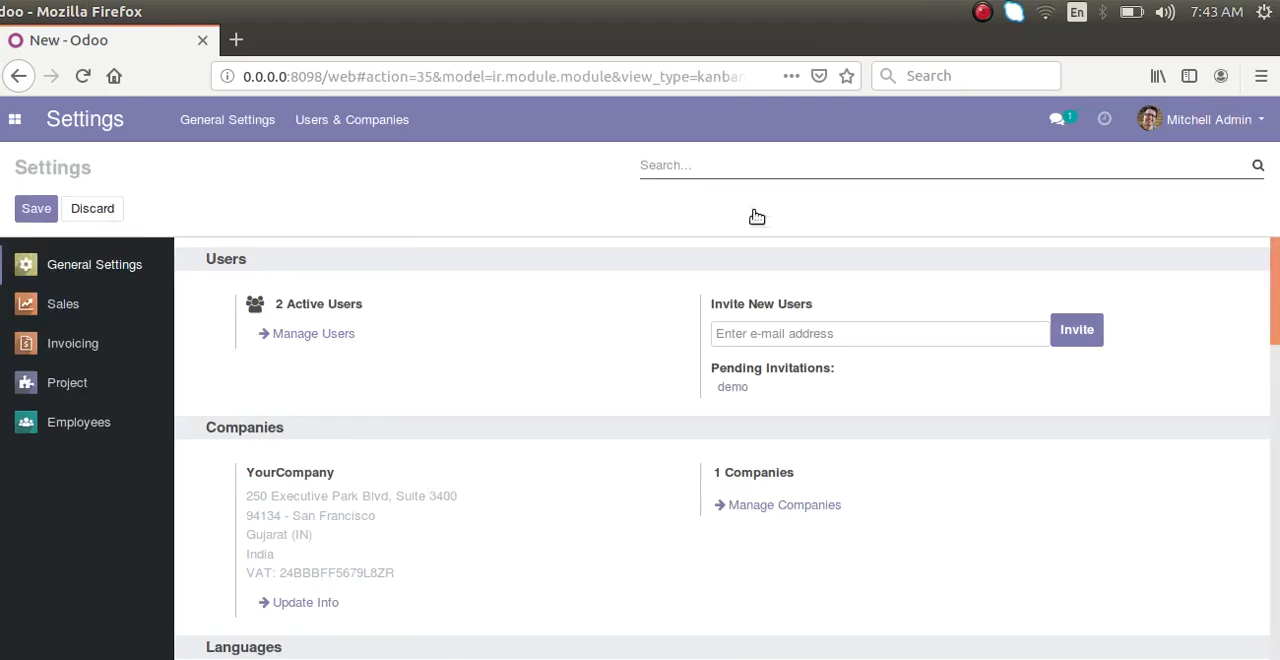 doo - Mozilla Firefox
En
7:43 AM
New - Odoo
0.0.0.0:8098/web#action=35&model=ir.module.module&view_type=kanban
Search
Settings
General Settings
Users & Companies
1
Mitchell Admin
Settings
Search...
Save
Discard
General Settings
Sales
Invoicing
Project
Employees
Users
2 Active Users
Manage Users
Invite New Users
Enter e-mail address
Invite
Pending Invitations:
demo
Companies
YourCompany
250 Executive Park Blvd, Suite 3400
94134 - San Francisco
Gujarat (IN)
India
VAT: 24BBBFF5679L8ZR
Update Info
1 Companies
Manage Companies
Languages